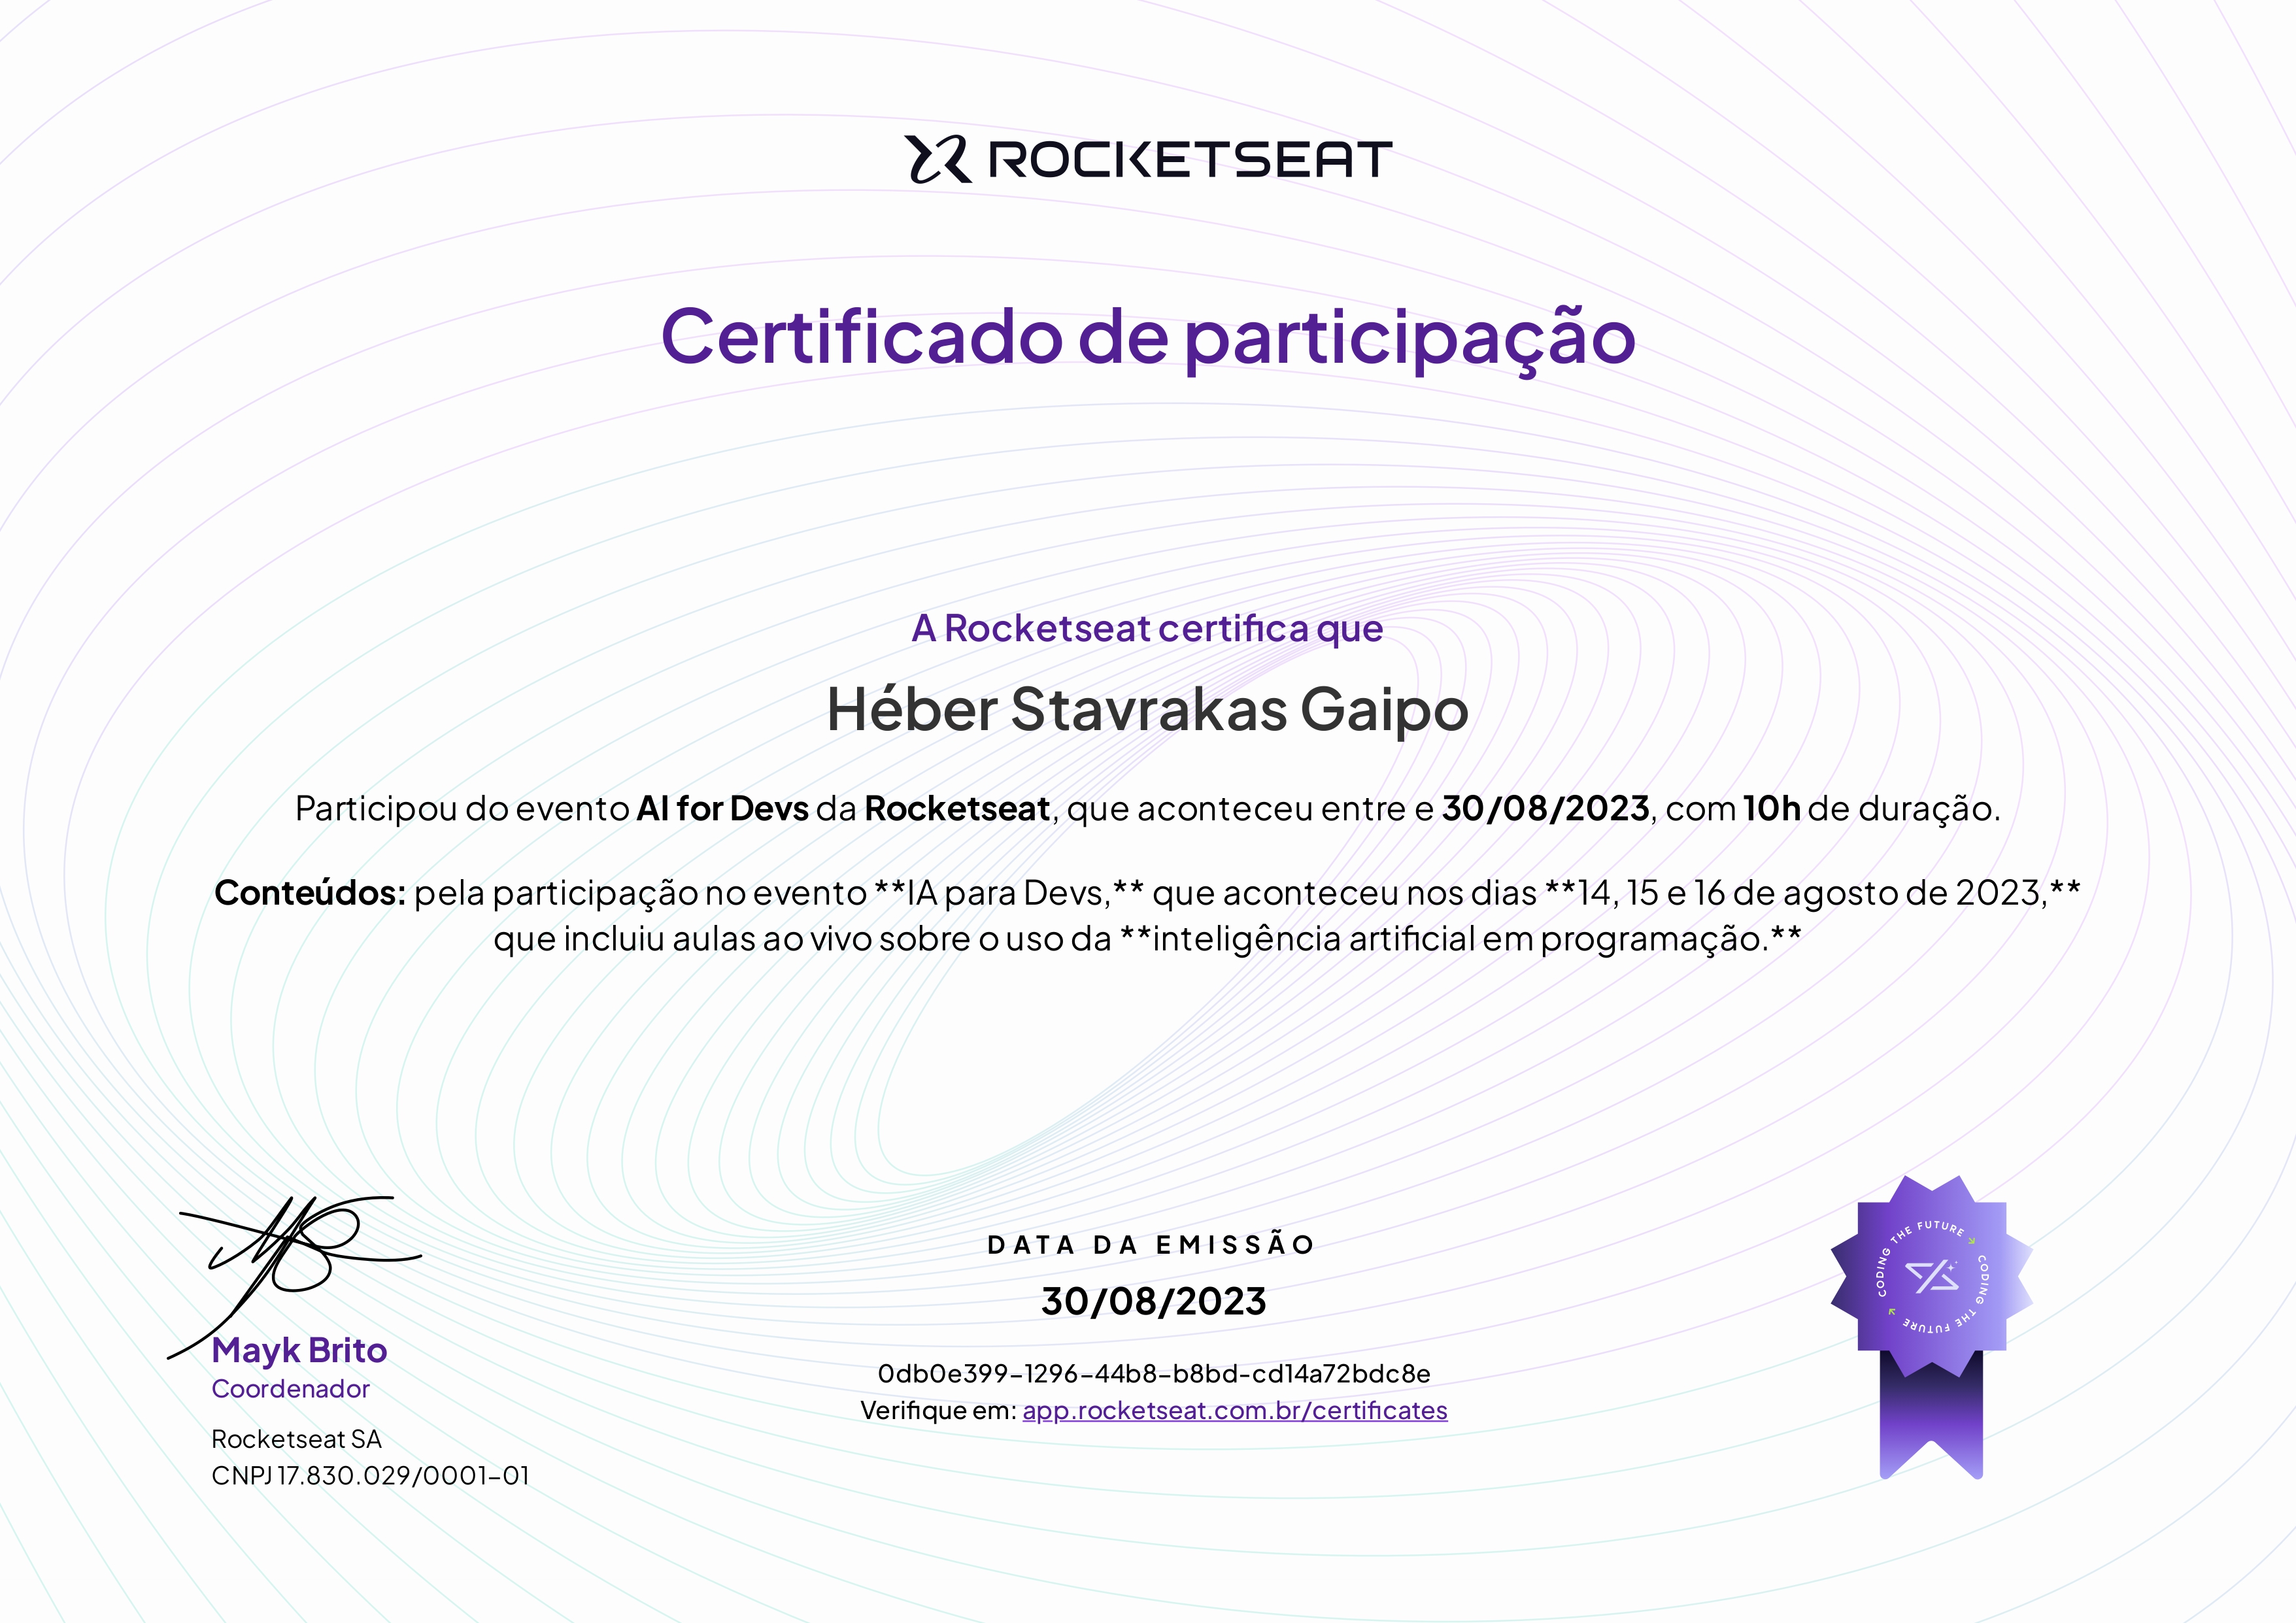 ROCKETSEAT
Certificado de participação
A Rocketseat certifica que
Héber Stavrakas Gaipo
Participou do evento AI for Devs da Rocketseat, que aconteceu entre e 30/08/2023, com 10h de duração.
Conteúdos: pela participação no evento **IA para Devs,** que aconteceu nos dias **14, 15 e 16 de agosto de 2023,**
que incluiu aulas ao vivo sobre o uso da **inteligência artificial em programação.**
DATA DA EMISSÃO
30/08/2023
0db0e399-1296-44b8-b8bd-cd14a72bdc8e
Verifique em: app.rocketseat.com.br/certificates
Mayk Brito
Coordenador
Rocketseat SA
CNPJ 17.830.029/0001-01
CODING THE FUTURE
CODING THE FUTURE